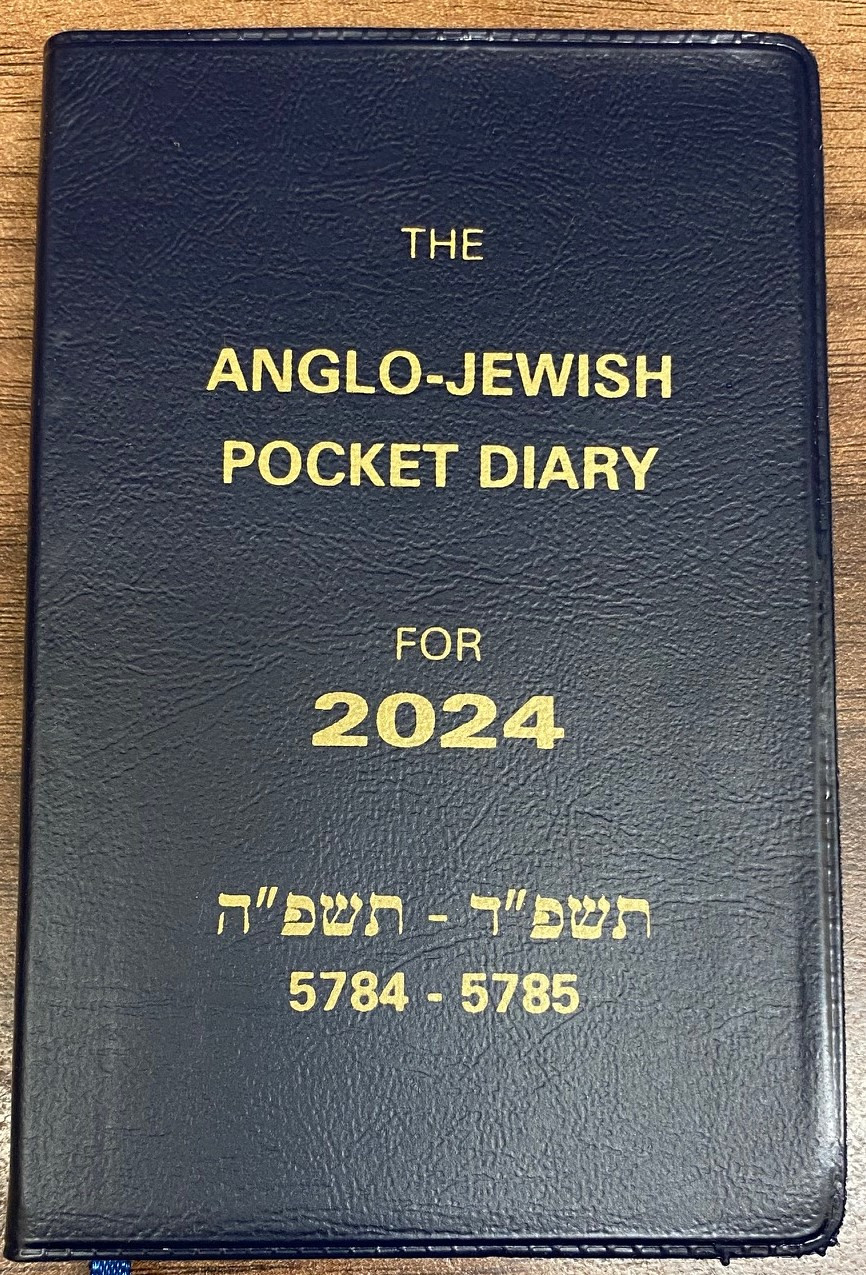 THE
ANGLO-JEWISH
POCKET DIARY
FOR
2024
תשפ״ד - תשפ״ה
5784 - 5785